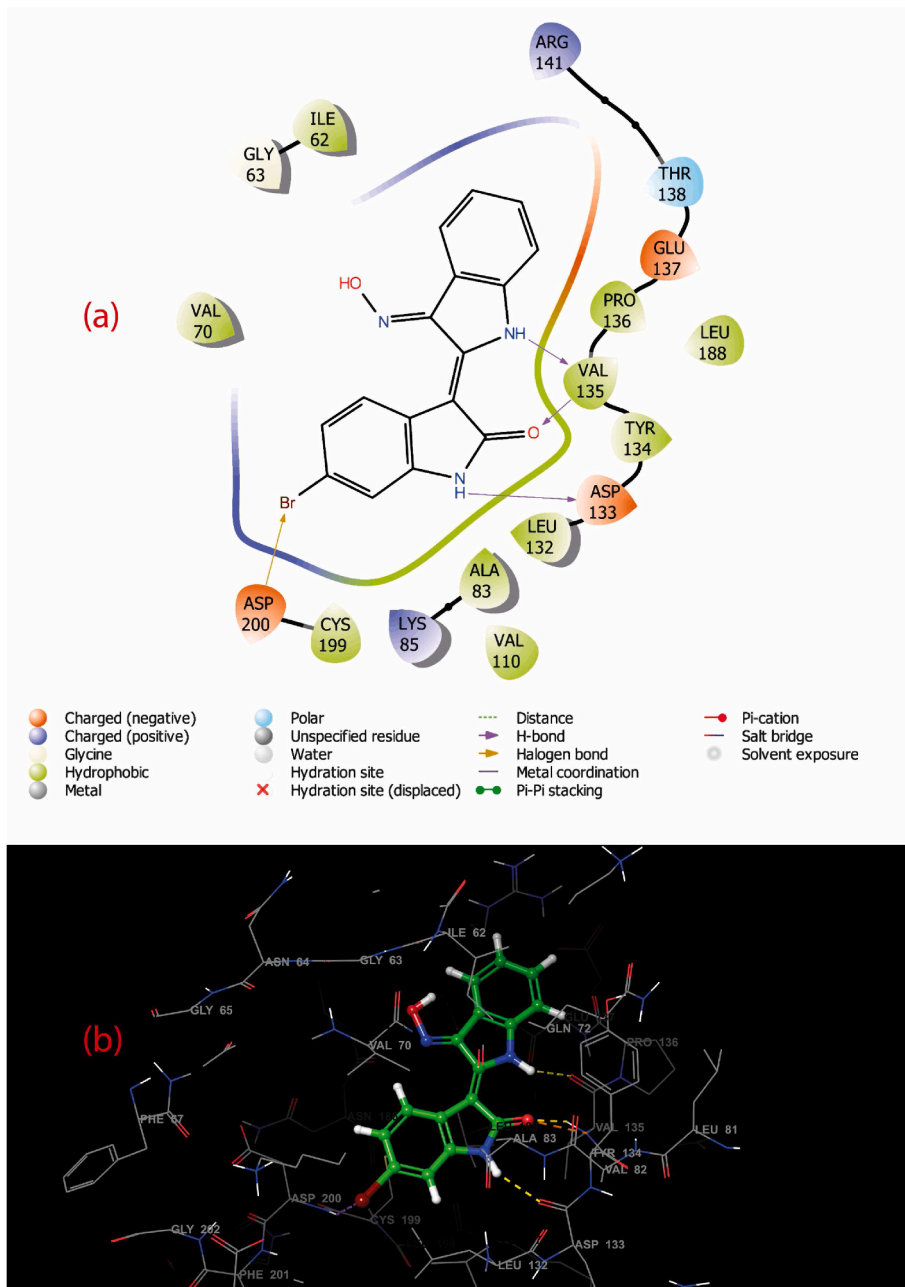 ARG
141
ILE
62
GLY
63
THR
138
GLU
137
HO
PRO
136
(a)
VAL
70
N
NH
LEU
188
VAL
135
O
TYR
134
N
H
ASP
133
Br
LEU
132
ALA
83
ASP
200
CYS
199
LYS
85
VAL
110
Charged (negative)
Charged (positive)
Glycine
Hydrophobic
Metal
Polar
Unspecified residue
Water
Hydration site
Hydration site (displaced)
Distance
H-bond
Halogen bond
Metal coordination
Pi-Pi stacking
Pi-cation
Salt bridge
Solvent exposure
ILE 62
ASN 64
GLY 63
GLY 65
GLN 72
(b)
VAL 70
PRO 136
PHE 67
VAL 135
LEU 81
ALA 83
TYR 134
VAL 82
ASP 200
CYS 199
GLY 202
ASP 133
LEU 132
PHE 201